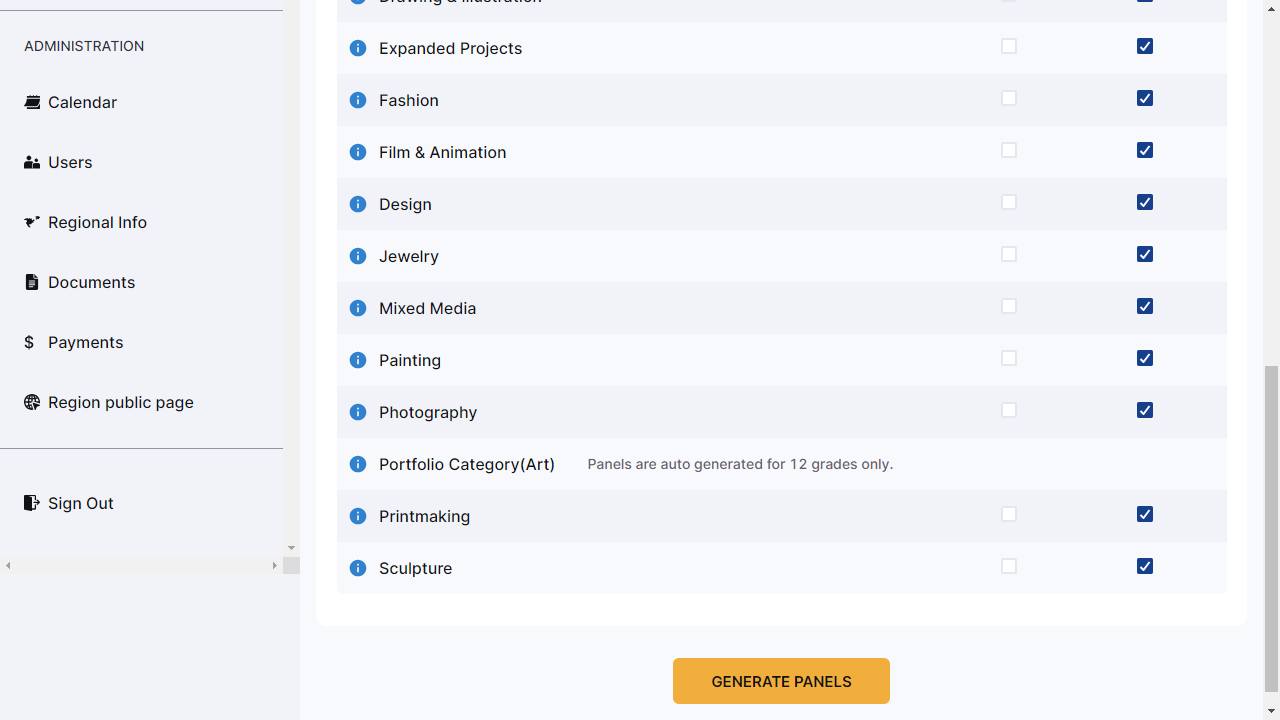 ADMINISTRATION
Calendar
Users
Regional Info
Documents
Payments
Region public page
Sign Out
Drawing & Illustration
Expanded Projects
Fashion
Film & Animation
Design
Jewelry
Mixed Media
Painting
Photography
Portfolio Category(Art) Panels are auto generated for 12 grades only.
Printmaking
Sculpture
GENERATE PANELS